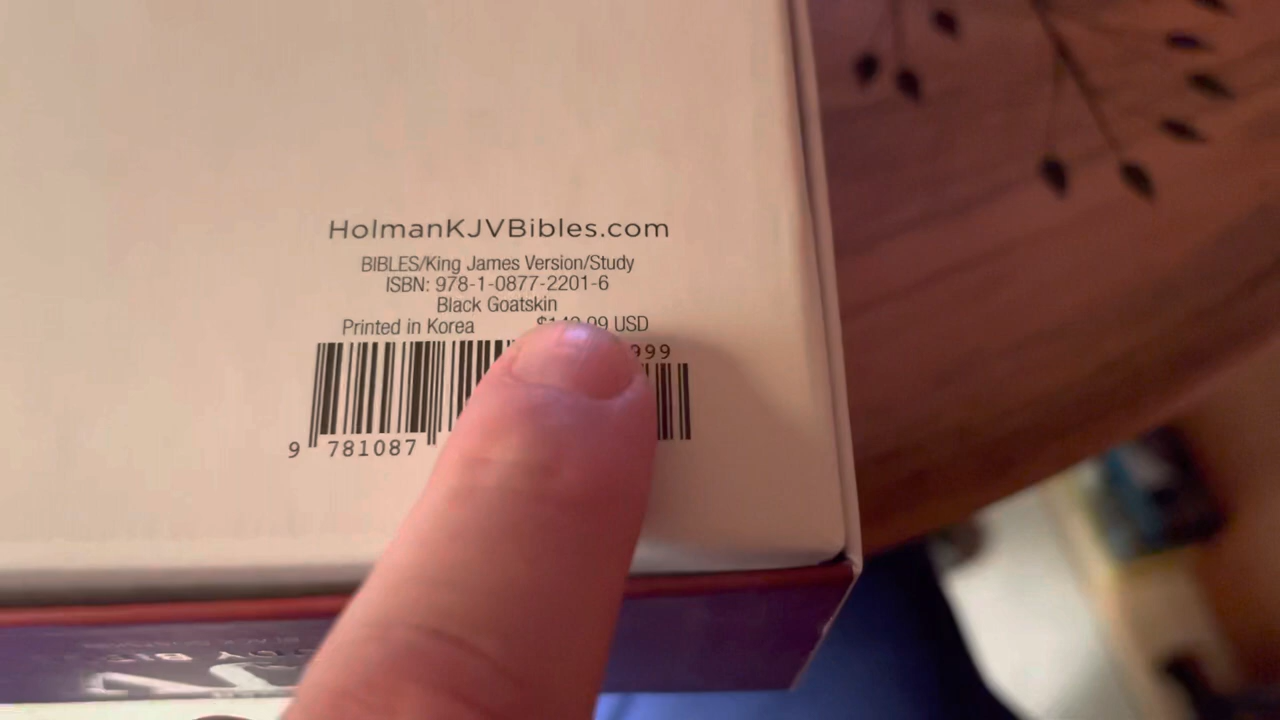 HolmanKJVBibles.com
BIBLES/King James Version/Study
ISBN: 978-1-0877-2201-6
Black Goatskin
Printed in Korea USD
999
9 781087